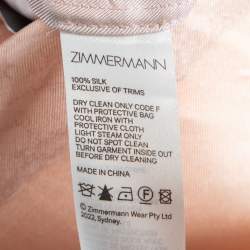 ZIMMERMANN
100% SILK
EXCLUSIVE OF TRIMS
DRY CLEAN ONLY CODE F
WITH PROTECTIVE BAG
COOL IRON WITH
PROTECTIVE CLOTH
LIGHT STEAM ONLY
DO NOT SPOT CLEAN
TURN GARMENT INSIDE OUT
BEFORE DRY CLEANING
MADE IN CHINA
F
© Zimmermann Wear Pty Ltd
2022, Sydney.